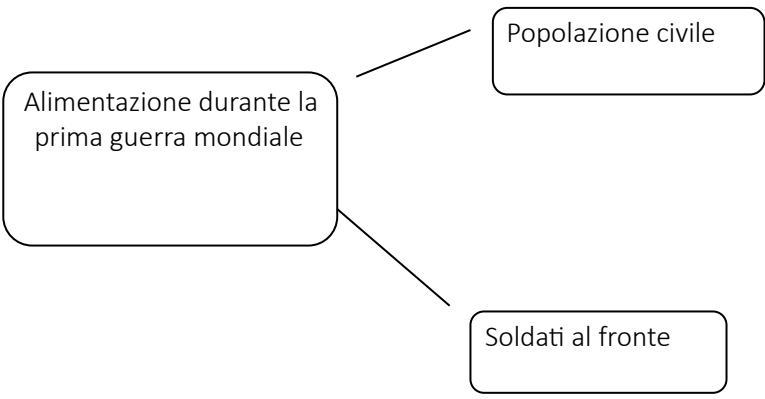 Popolazione civile
Alimentazione durante la
prima guerra mondiale
Soldati al fronte